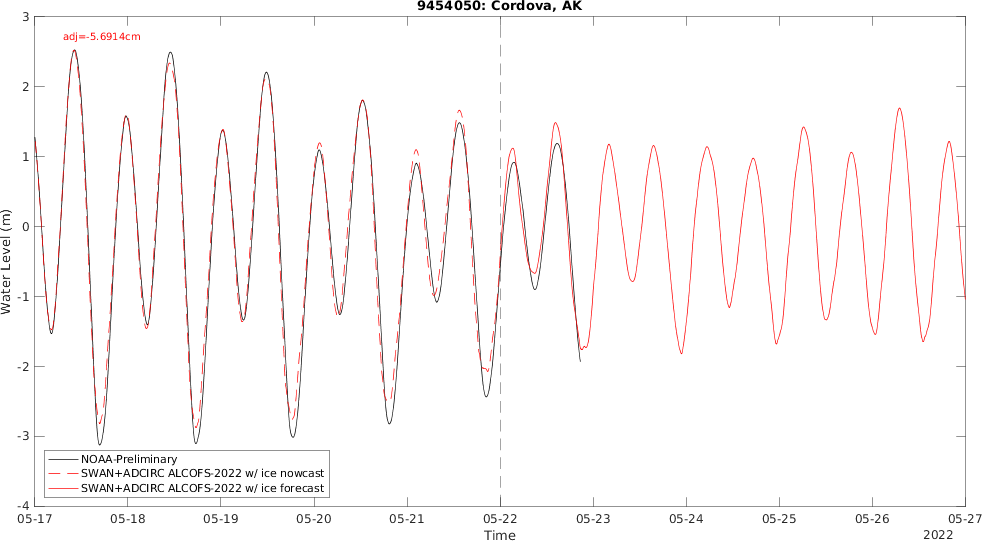 9454050: Cordova, AK
adj=-5.6914cm
3
2
1
0
-1
-2
-3
-4
Water Level (m)
NOAA-Preliminary
SWAN+ADCIRC ALCOFS-2022 w/ ice nowcast
SWAN+ADCIRC ALCOFS-2022 w/ ice forecast
05-17 05-18 05-19 05-20 05-21 05-22 05-23 05-24 05-25 05-26 05-27
Time
2022